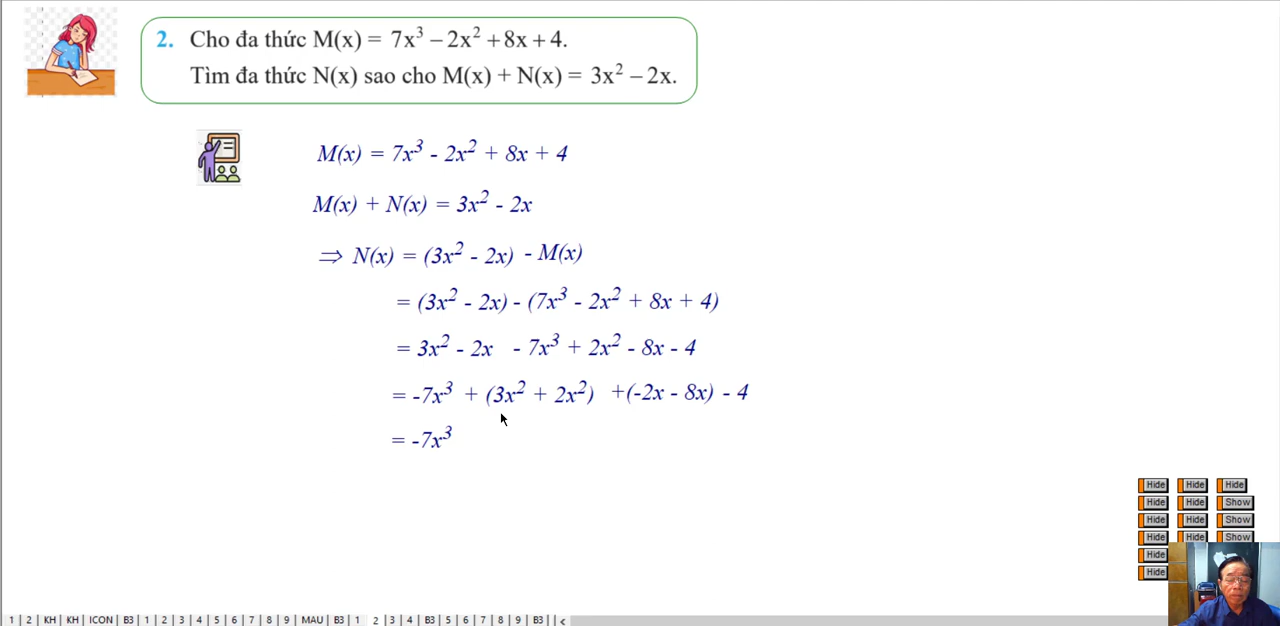 2. Cho đa thức M(x) = 7x³ – 2x² + 8x + 4.
Tìm đa thức N(x) sao cho M(x) + N(x) = 3x² – 2x.
M(x) = 7x³ - 2x² + 8x + 4
M(x) + N(x) = 3x² - 2x
⇒ N(x) = (3x² - 2x) - M(x)
= (3x² - 2x) - (7x³ - 2x² + 8x + 4)
= 3x² - 2x - 7x³ + 2x² - 8x - 4
= -7x³ + (3x² + 2x²) +(-2x - 8x) - 4
= -7x³
Hide Hide Hide
Hide Hide Show
Hide Hide Show
Hide Hide Show
Hide
Hide
1 | 2 | KH | KH | ICON | B3 | 1 | 2 | 3 | 4 | 5 | 6 | 7 | 8 | 9 | MAU | B3 | 1 | 2 | 3 | 4 | B3 | 5 | 6 | 7 | 8 | 9 | B3 | <